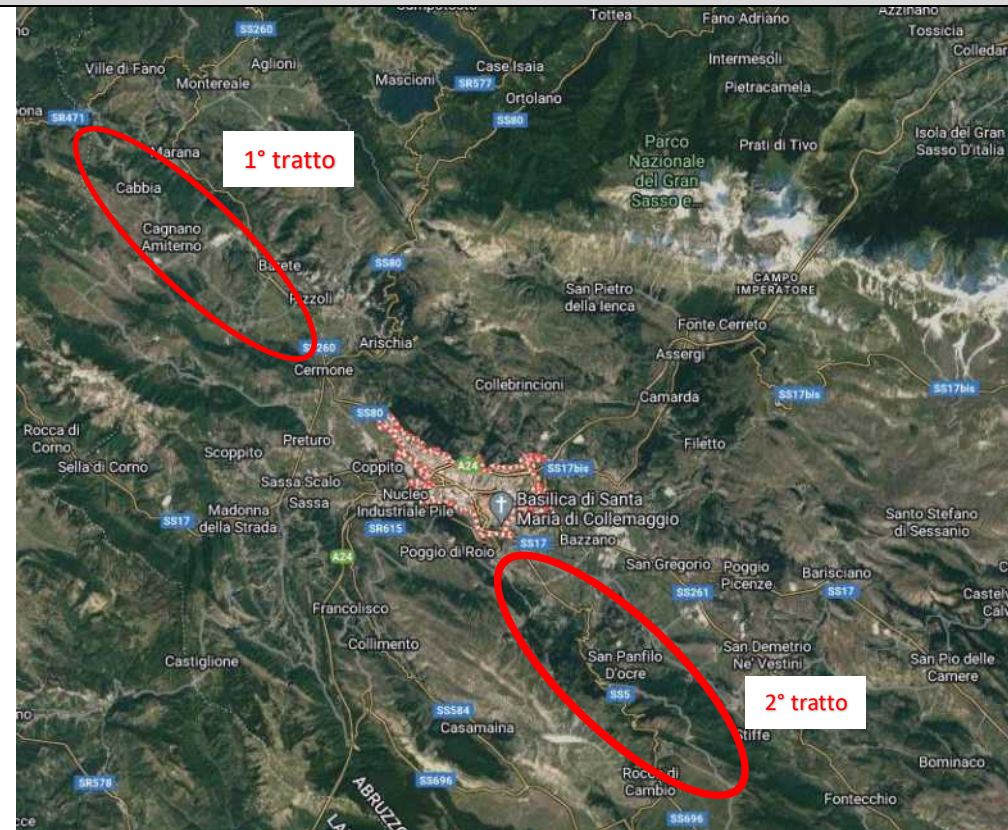 Tottea
Fano Adriano
Tossicia
SS260
Colledar
Ville di Fano
Aglioni
Montereale
Mascioni
Case Isaia
SR577
Ortolano
Intermesoli
Pietracamela
SR471
SS80
Isola del Gran
Sasso D'italia
Marana
1° tratto
Parco
Nazionale
del Gran
Sasso e...
Prati di Tivo
Cabbia
Cagnano
Amiterno
Barete
SS80
Pizzoli
San Pietro
della Ienca
CAMPO
IMPERATORE
Fonte Cerreto
SS260
Arischia
Cermone
Assergi
Collebrincioni
Camarda
SS17bis
SS17bis
SS80
Rocca di
Corno
Sella di Corno
Scoppito
Preturo
Filetto
Coppito
A24
SS17bis
Sassa Scalo
Sassa
Nucleo
Industriale Pile
Basilica di Santa
Maria di Collemaggio
SS17
Madonna
della Strada
SR615
Santo Stefano
di Sessanio
A24
Poggio di Roio
SS17
Bazzano
San Gregorio
Poggio
Picenze
Barisciano
SS261
SS17
Castelv
Calv
Francolisco
Collimento
Castiglione
San Panfilo
D'ocre
San Demetrio
Ne' Vestini
San Pio delle
Camere
SS5
2° tratto
SS584
Casamaina
Stiffe
Bominaco
SR578
SS696
Rocca di
Cambio
Fontecchio
ABRUZZO
SS696